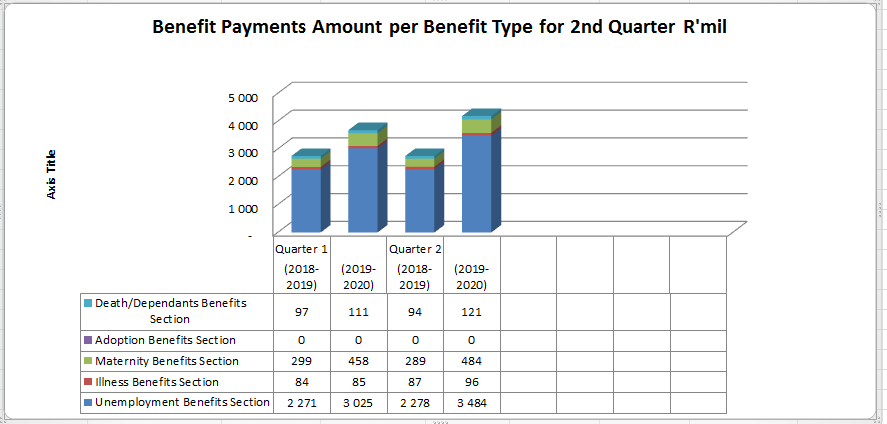 Benefit Payments Amount per Benefit Type for 2nd Quarter R'mil
Axis Title
5 000
4 000
3 000
2 000
1 000
-
Quarter 1 Quarter 2
(2018- (2019- (2018- (2019-
2019) 2020) 2019) 2020)
Death/Dependants Benefits
Section 97 111 94 121
Adoption Benefits Section 0 0 0 0
Maternity Benefits Section 299 458 289 484
Illness Benefits Section 84 85 87 96
Unemployment Benefits Section 2 271 3 025 2 278 3 484